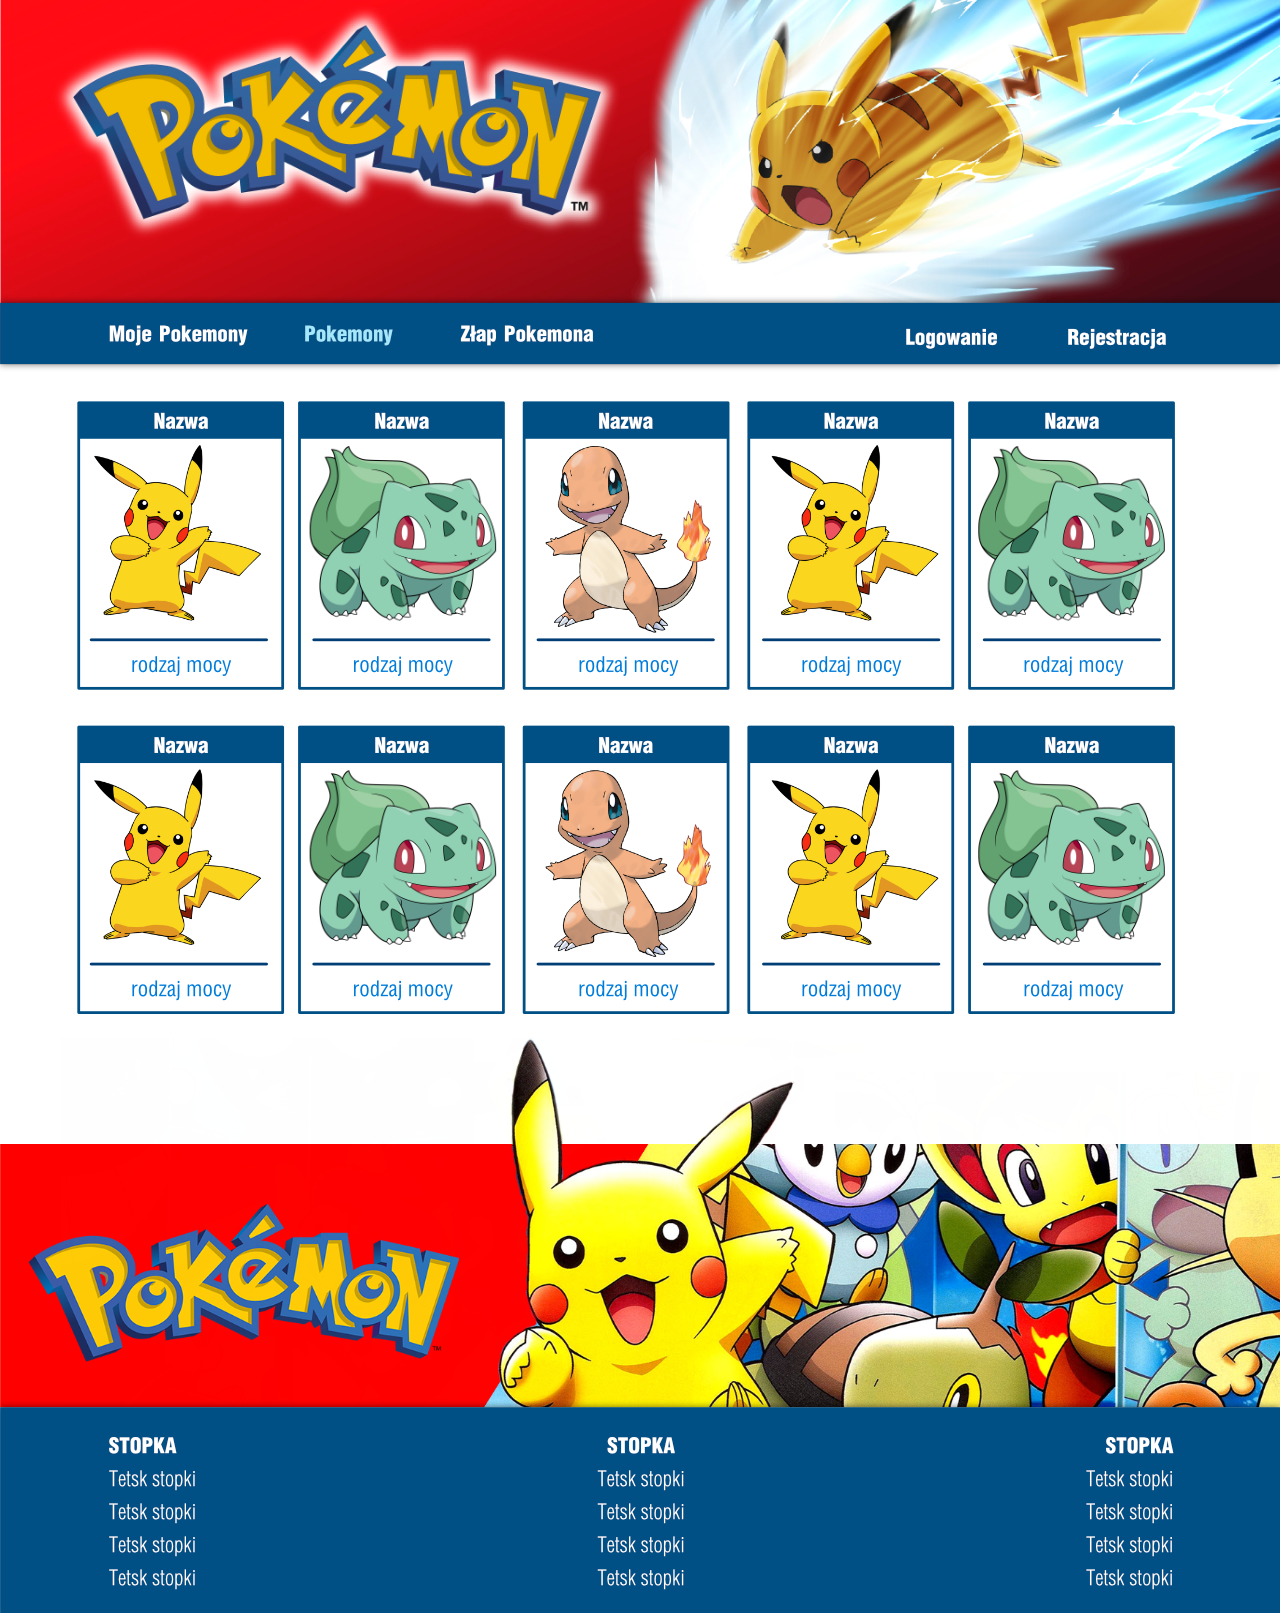 POKéMON
TM
Moje Pokemony Pokemony Złap Pokemona Logowanie Rejestracja
Nazwa Nazwa Nazwa Nazwa Nazwa
rodzaj mocy rodzaj mocy rodzaj mocy rodzaj mocy rodzaj mocy
Nazwa Nazwa Nazwa Nazwa Nazwa
rodzaj mocy rodzaj mocy rodzaj mocy rodzaj mocy rodzaj mocy
POKéMON
TM
STOPKA STOPKA STOPKA
Tetsk stopki Tetsk stopki Tetsk stopki
Tetsk stopki Tetsk stopki Tetsk stopki
Tetsk stopki Tetsk stopki Tetsk stopki
Tetsk stopki Tetsk stopki Tetsk stopki